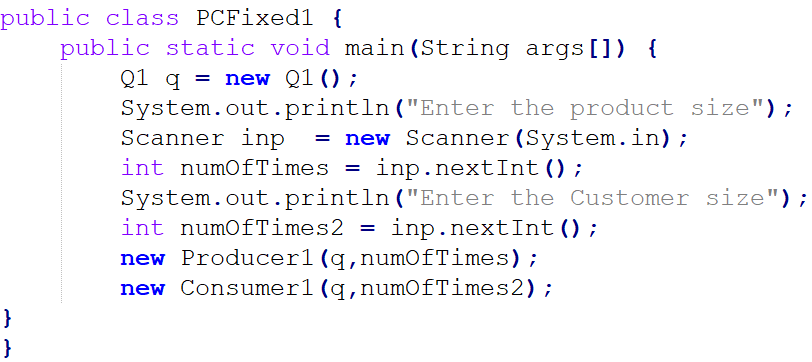 public class PCFixed1 {
public static void main(String args[]) {
Q1 q = new Q1();
System.out.println("Enter the product size");
Scanner inp  = new Scanner(System.in);
int numOfTimes = inp.nextInt();
System.out.println("Enter the Customer size");
int numOfTimes2 = inp.nextInt();
new Producer1(q,numOfTimes);
new Consumer1(q,numOfTimes2);
}
}